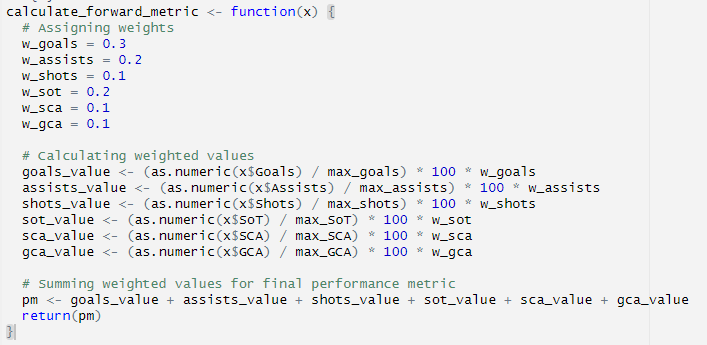 calculate_forward_metric <- function(x) {
  # Assigning weights
  w_goals = 0.3
  w_assists = 0.2
  w_shots = 0.1
  w_sot = 0.2
  w_sca = 0.1
  w_gca = 0.1

  # Calculating weighted values
  goals_value <- (as.numeric(x$Goals) / max_goals) * 100 * w_goals
  assists_value <- (as.numeric(x$Assists) / max_assists) * 100 * w_assists
  shots_value <- (as.numeric(x$Shots) / max_shots) * 100 * w_shots
  sot_value <- (as.numeric(x$SoT) / max_SoT) * 100 * w_sot
  sca_value <- (as.numeric(x$SCA) / max_SCA) * 100 * w_sca
  gca_value <- (as.numeric(x$GCA) / max_GCA) * 100 * w_gca

  # Summing weighted values for final performance metric
  pm <- goals_value + assists_value + shots_value + sot_value + sca_value + gca_value
  return(pm)
}